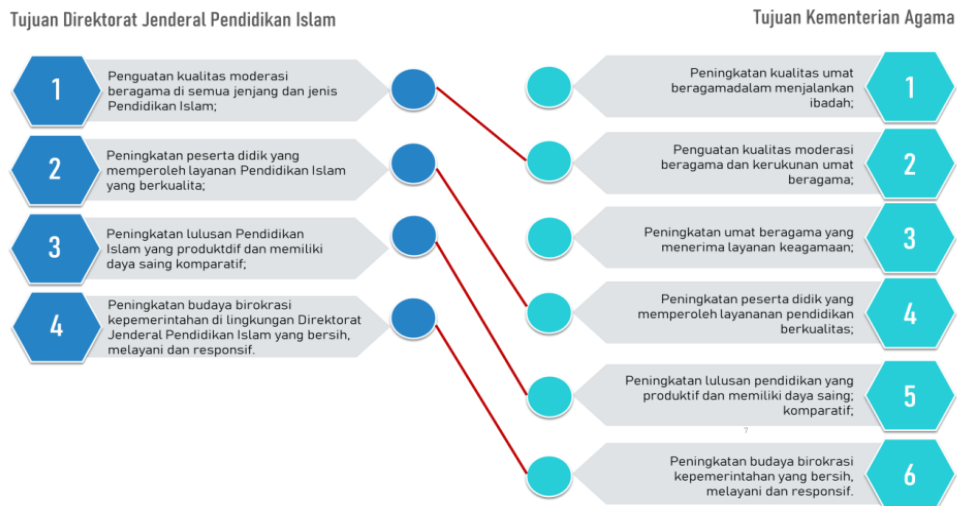 Tujuan Direktorat Jenderal Pendidikan Islam
1
Penguatan kualitas moderasi
beragama di semua jenjang dan jenis
Pendidikan Islam;
2
Peningkatan peserta didik yang
memperoleh layanan Pendidikan Islam
yang berkualita;
3
Peningkatan lulusan Pendidikan
Islam yang produktdif dan memiliki
daya saing komparatif;
4
Peningkatan budaya birokrasi
kepemerintahan di lingkungan Direktorat
Jenderal Pendidikan Islam yang bersih,
melayani dan responsif.
Tujuan Kementerian Agama
Peningkatan kualitas umat
beragamadalam menjalankan
ibadah;
1
Penguatan kualitas moderasi
beragama dan kerukunan umat
beragama;
2
Peningkatan umat beragama yang
menerima layanan keagamaan;
3
Peningkatan peserta didik yang
memperoleh layananan pendidikan
berkualitas;
4
Peningkatan lulusan pendidikan yang
produktif dan memiliki daya saing;
komparatif;
5
?
Peningkatan budaya birokrasi
kepemerintahan yang bersih,
melayani dan responsif.
6